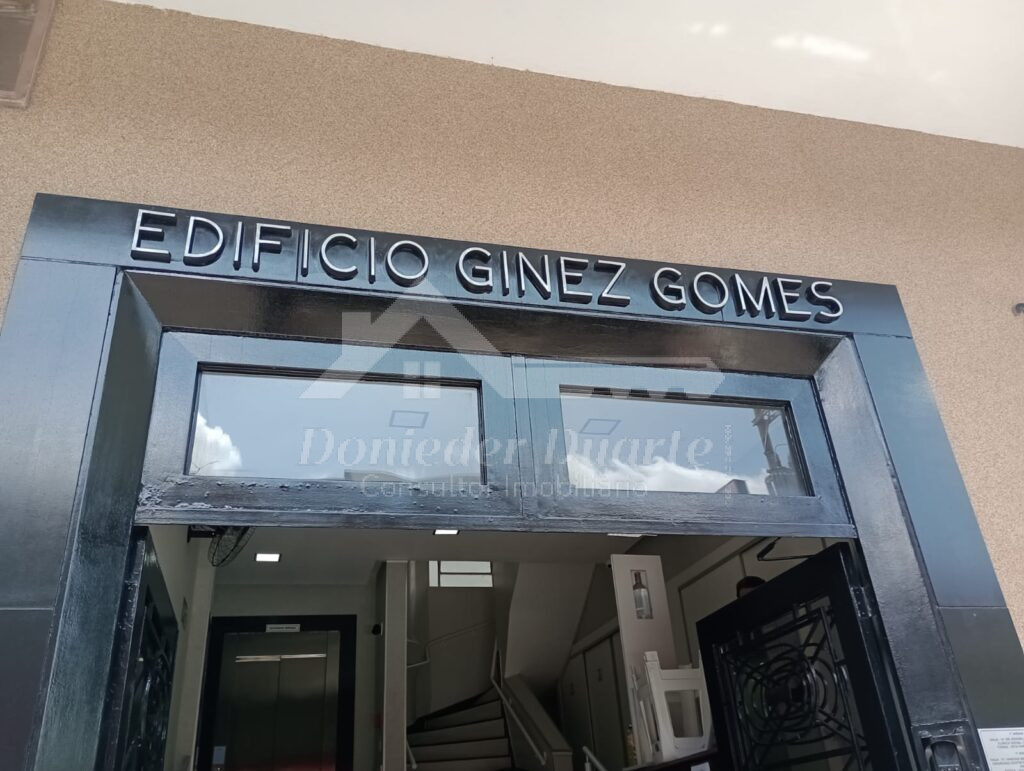 EDIFICIO GINEZ GOMES
Donieder Duarte
Consultor Imobiliário